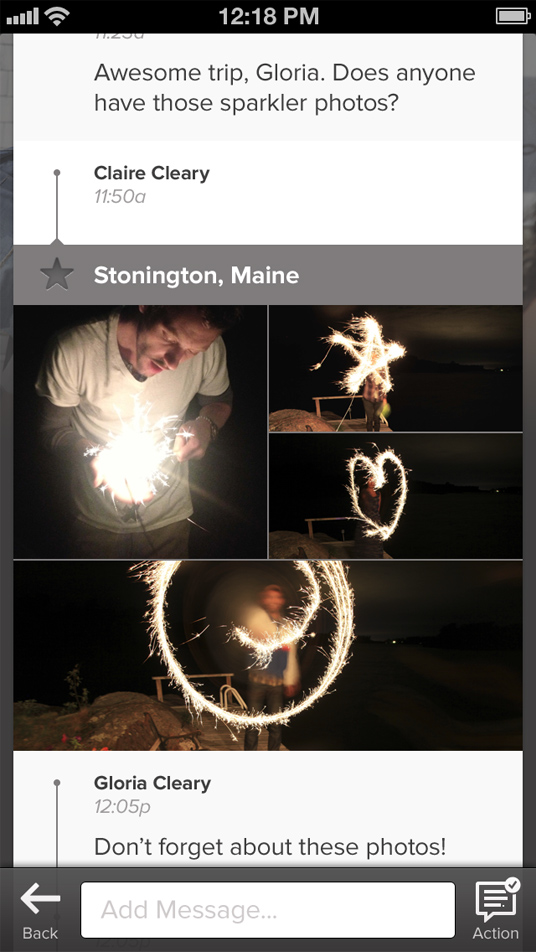 12:18 PM
11:23a
Awesome trip, Gloria. Does anyone
have those sparkler photos?
Claire Cleary
11:50a
Stonington, Maine
Gloria Cleary
12:05p
Don’t forget about these photos!
Add Message...
Back
Action